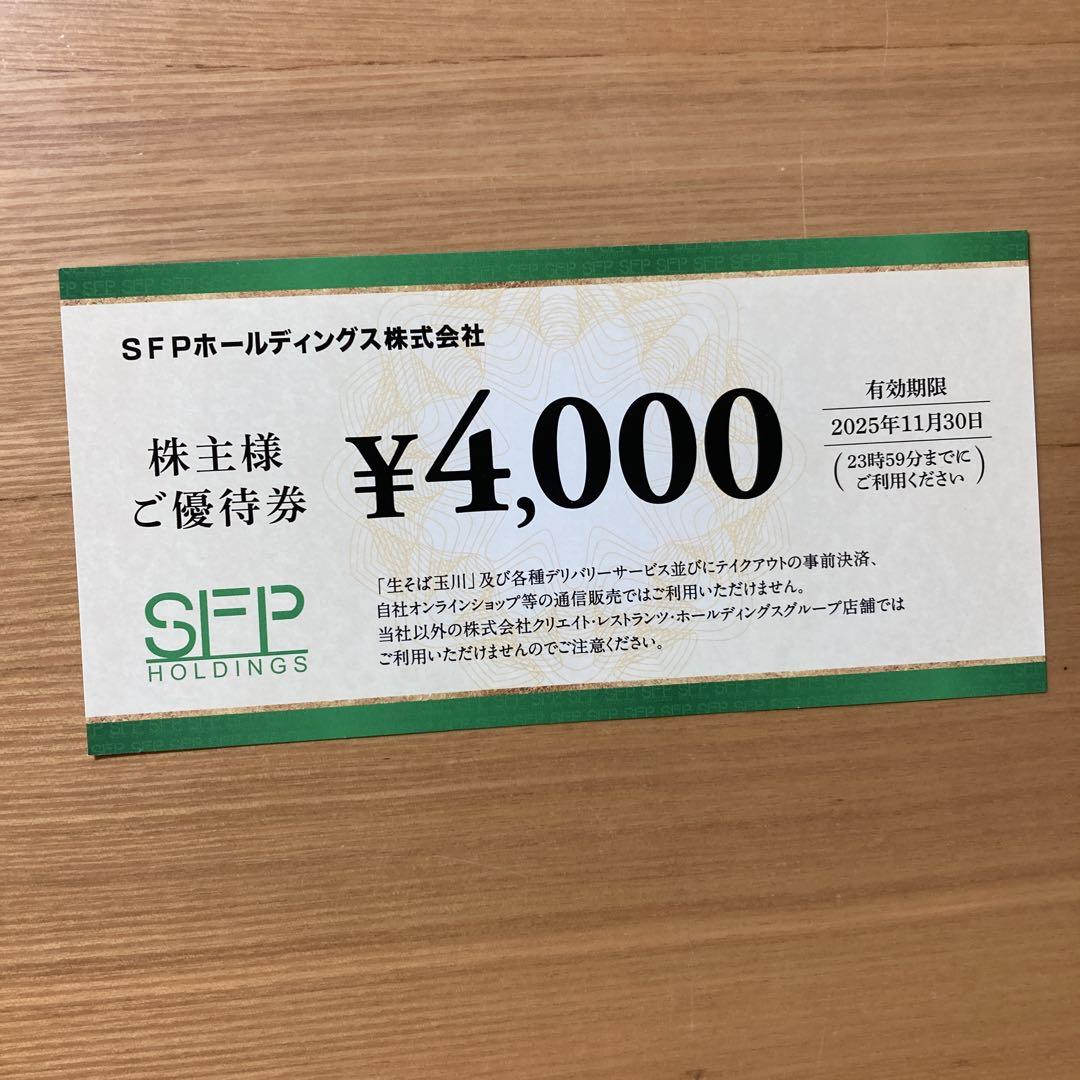 SFP SFP SFP SFP SFP SFP SFP
SFPホールディングス株式会社
株主様
ご優待券
¥4,000
有効期限
2025年11月30日
(23時59分までに
ご利用ください)
「生そば玉川」及び各種デリバリーサービス並びにテイクアウトの事前決済、
自社オンラインショップ等の通信販売ではご利用いただけません。
当社以外の株式会社クリエイト・レストランツ・ホールディングスグループ店舗では
ご利用いただけませんのでご注意ください。
SFP
HOLDINGS